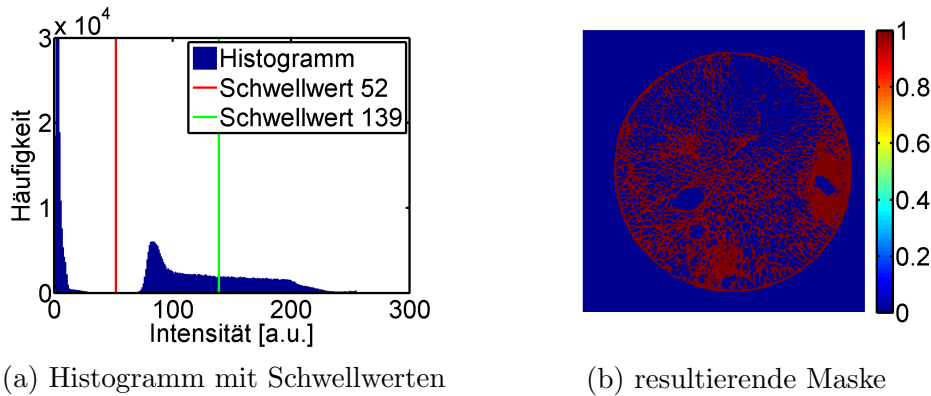 3 x 10⁴
2
1
0
Häufigkeit
Histogramm
Schwellwert 52
Schwellwert 139
0 100 200 300
Intensität [a.u.]
(a) Histogramm mit Schwellwerten
1
0.8
0.6
0.4
0.2
0
(b) resultierende Maske